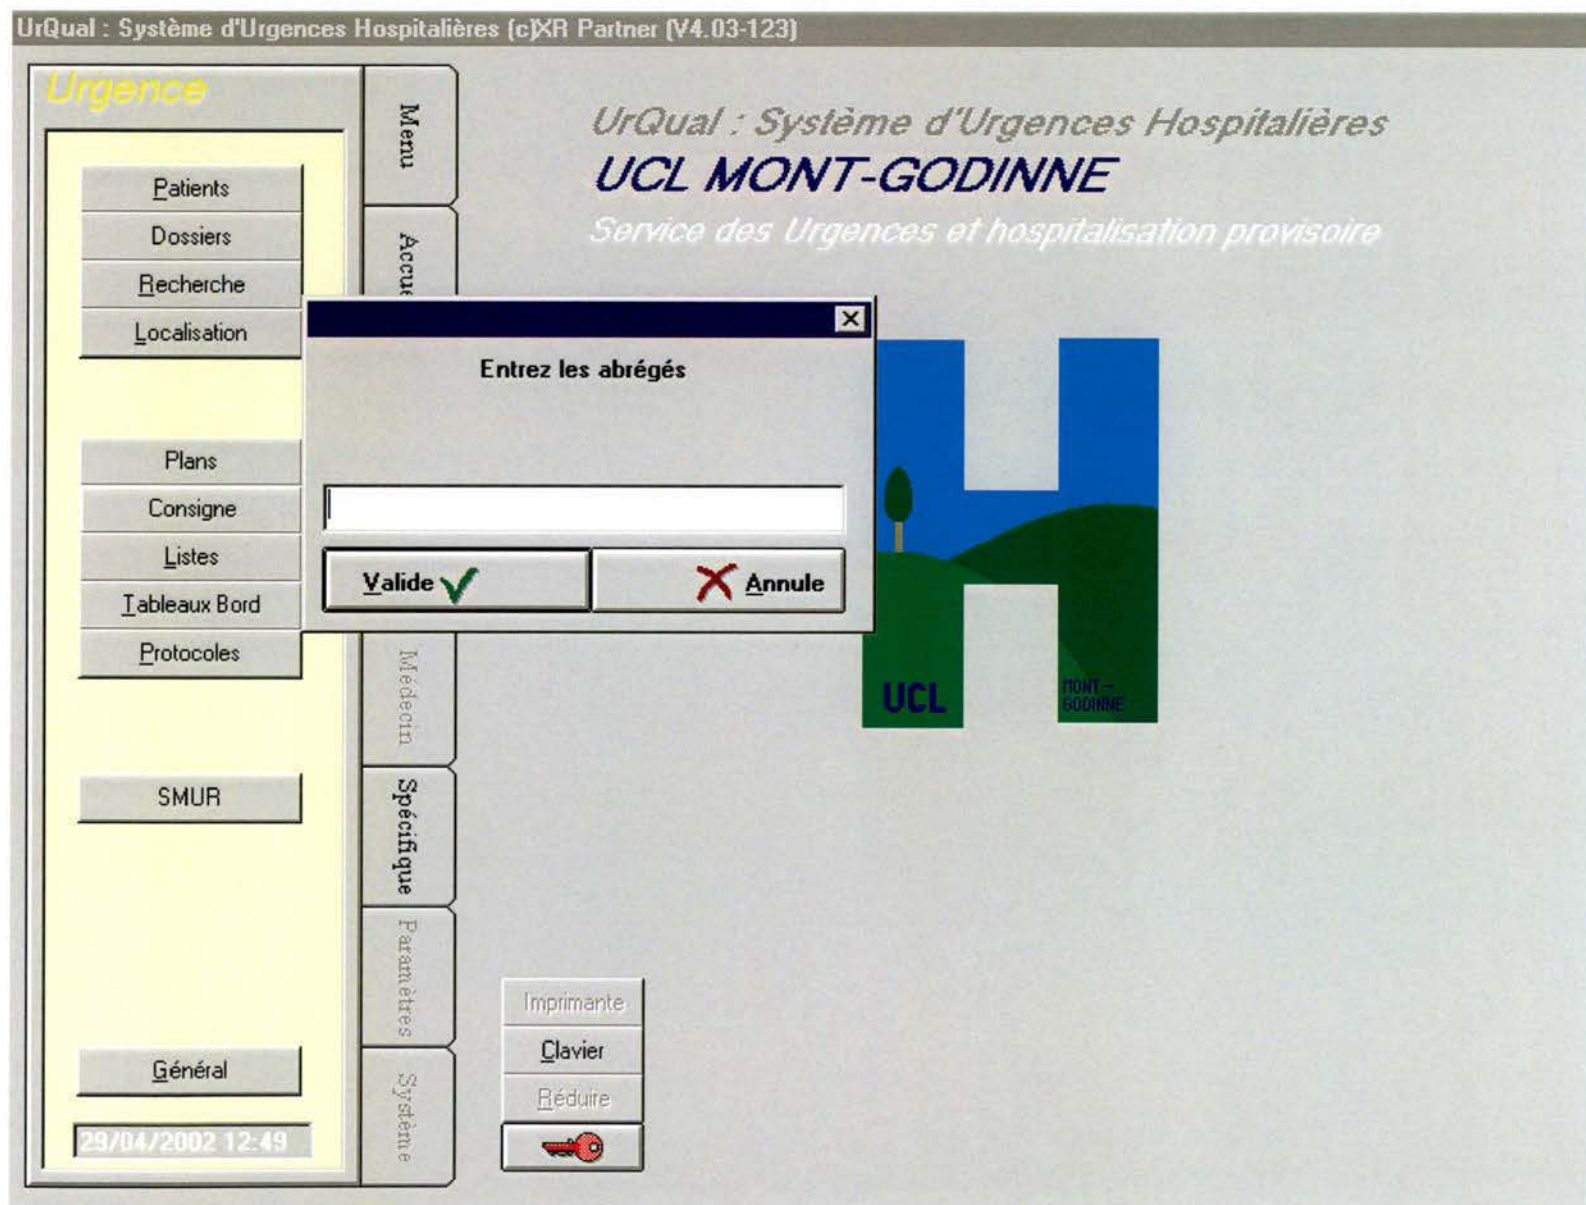 UrQual : Système d'Urgences Hospitalières (c)XR Partner (V4.03-123)
Urgence
Patients
Dossiers
Recherche
Localisation
Plans
Consigne
Listes
Tableaux Bord
Protocoles
SMUR
Général
29/04/2002 12:49
Menu
Médecin
Spécifique
Paramètres
Système
UrQual : Système d'Urgences Hospitalières
UCL MONT-GODINNE
Service des Urgences et hospitalisation provisoire
Entrez les abrégés
Valide
Annule
UCL
MONT-
GODINNE
Imprimante
Clavier
Réduire